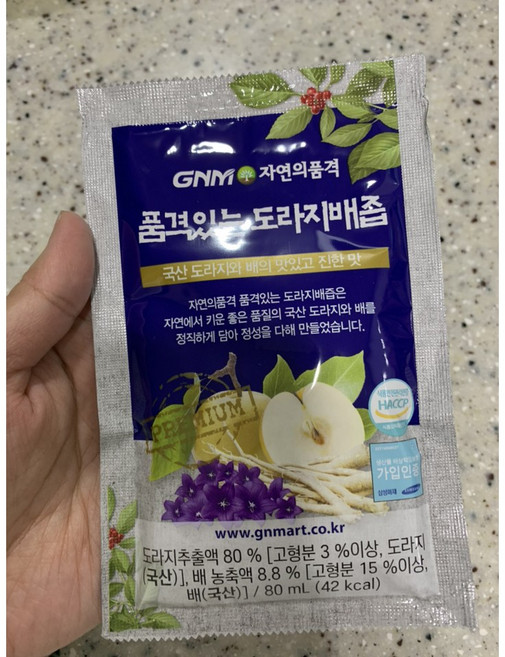 GNM 자연의품격
품격있는 도라지배즙
국산 도라지와 배의 맛있고 진한 맛
자연의품격 품격있는 도라지배즙은
자연에서 키운 좋은 품질의 국산 도라지와 배를
정직하게 담아 정성을 다해 만들었습니다.
PREMIUM
HACCP
가입인증
삼성화재
www.gnmart.co.kr
도라지추출액 80 % [고형분 3 %이상, 도라지
(국산)], 배 농축액 8.8 % [고형분 15 %이상,
배(국산)] / 80 mL (42 kcal)